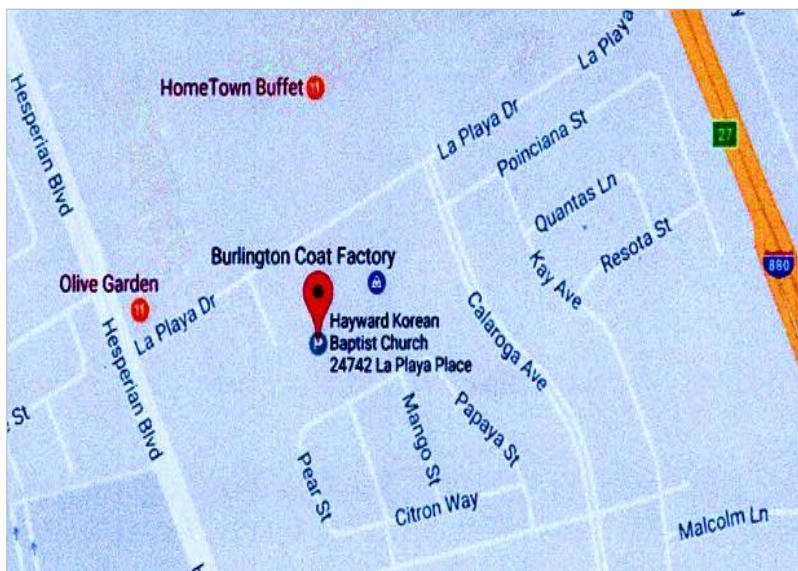 La Playa
Hesperian Blvd
HomeTown Buffet
La Playa Dr
Poinciana St
27
Quantas Ln
Burlington Coat Factory
Kay Ave
Resota St
880
Olive Garden
La Playa Dr
Hayward Korean
Baptist Church
24742 La Playa Place
Calaroga Ave
Hesperian Blvd
Mango St
Papaya St
Pear St
Citron Way
Malcolm Ln
St